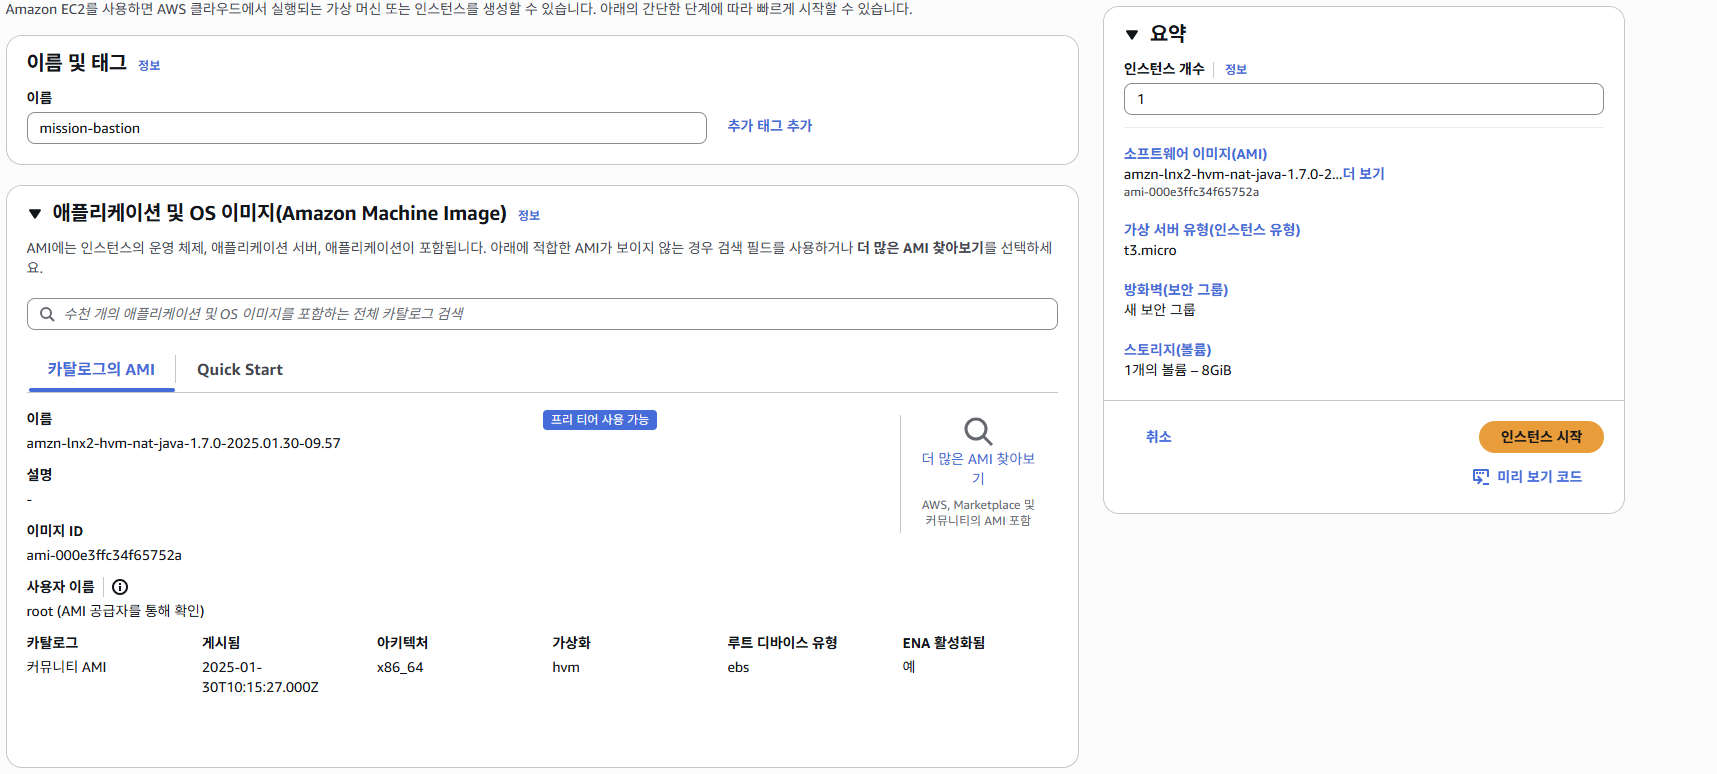 Amazon EC2를 사용하면 AWS 클라우드에서 실행되는 가상 머신 또는 인스턴스를 생성할 수 있습니다. 아래의 간단한 단계에 따라 빠르게 시작할 수 있습니다.
이름 및 태그 정보
이름
mission-bastion
추가 태그 추가
애플리케이션 및 OS 이미지(Amazon Machine Image) 정보
AMI에는 인스턴스의 운영 체제, 애플리케이션 서버, 애플리케이션이 포함됩니다. 아래에 적합한 AMI가 보이지 않는 경우 검색 필드를 사용하거나 더 많은 AMI 찾아보기를 선택하세
요.
수천 개의 애플리케이션 및 OS 이미지를 포함하는 전체 카탈로그 검색
카탈로그의 AMI
Quick Start
이름
프리 티어 사용 가능
amzn-lnx2-hvm-nat-java-1.7.0-2025.01.30-09.57
설명
-
이미지 ID
ami-000e3ffc34f65752a
사용자 이름
root (AMI 공급자를 통해 확인)
더 많은 AMI 찾아보
기
AWS, Marketplace 및
커뮤니티의 AMI 포함
카탈로그
커뮤니티 AMI
게시됨
2025-01-
30T10:15:27.000Z
아키텍처
x86_64
가상화
hvm
루트 디바이스 유형
ebs
ENA 활성화됨
예
요약
인스턴스 개수 정보
1
소프트웨어 이미지(AMI)
amzn-lnx2-hvm-nat-java-1.7.0-2...더 보기
ami-000e3ffc34f65752a
가상 서버 유형(인스턴스 유형)
t3.micro
방화벽(보안 그룹)
새 보안 그룹
스토리지(볼륨)
1개의 볼륨 – 8GiB
취소
인스턴스 시작
미리 보기 코드